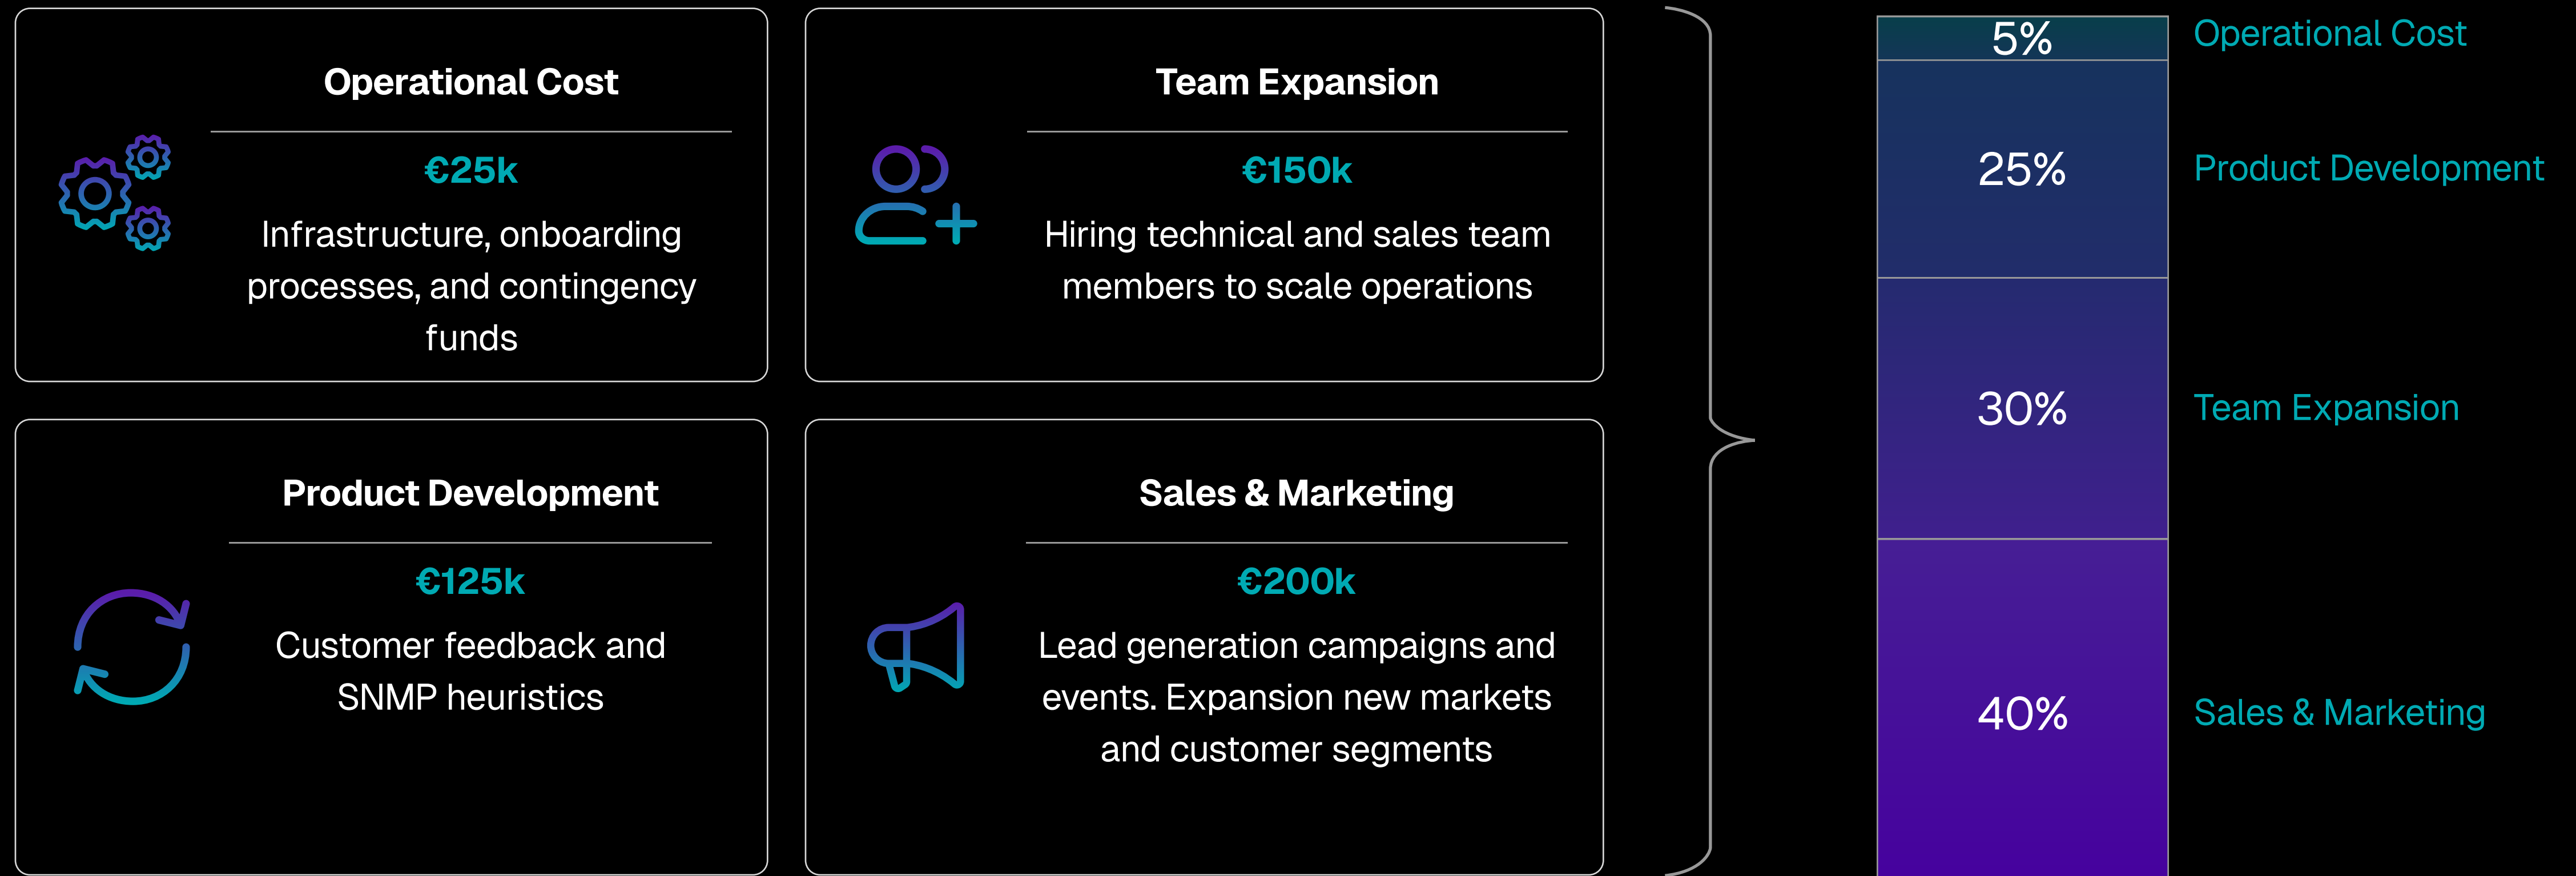 Operational Cost
€25k
Infrastructure, onboarding
processes, and contingency
funds
Team Expansion
€150k
Hiring technical and sales team
members to scale operations
Product Development
€125k
Customer feedback and
SNMP heuristics
Sales & Marketing
€200k
Lead generation campaigns and
events. Expansion new markets
and customer segments
5%
Operational Cost
25%
Product Development
30%
Team Expansion
40%
Sales & Marketing